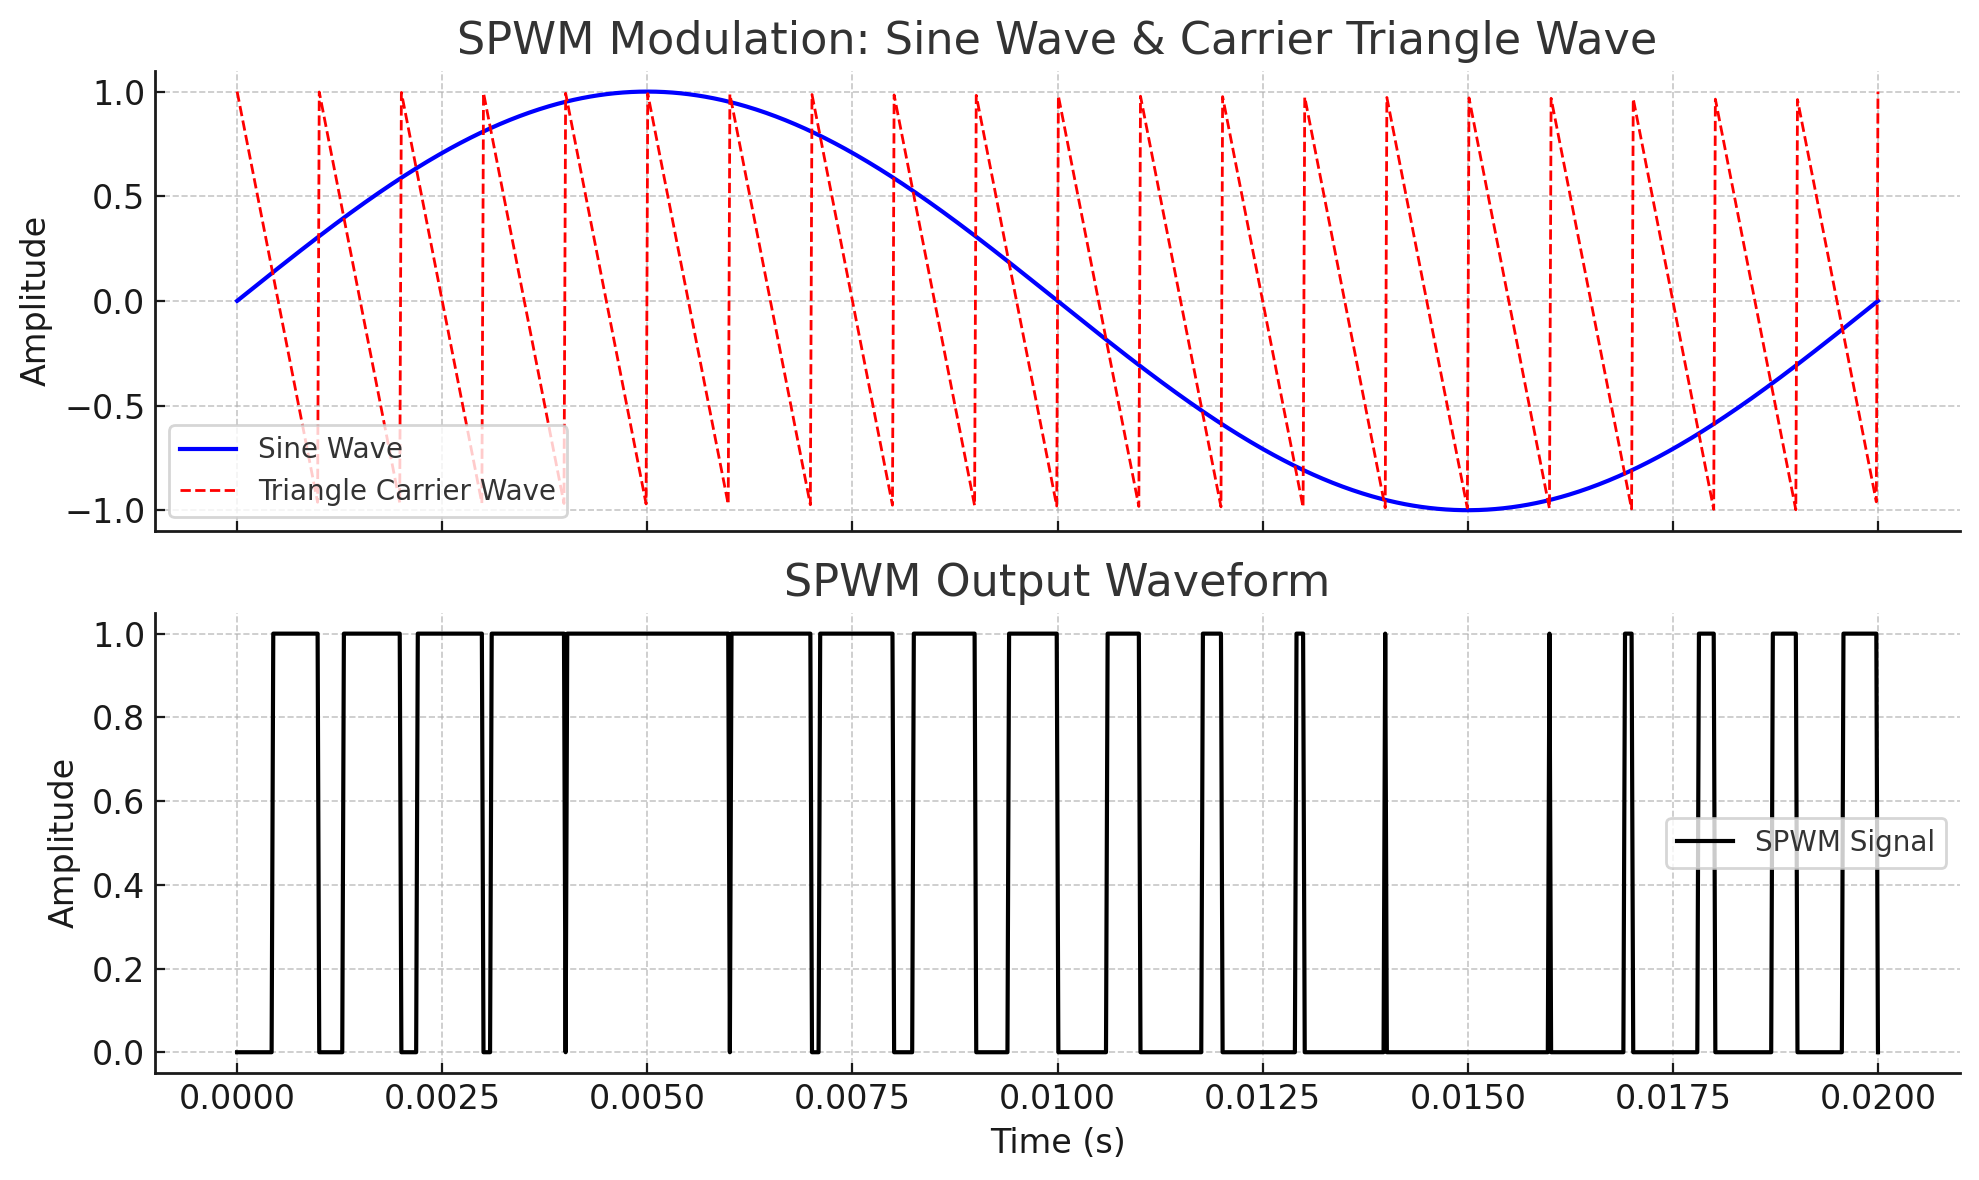 SPWM Modulation: Sine Wave & Carrier Triangle Wave
1.0
0.5
0.0
−0.5
−1.0
Amplitude
Sine Wave
Triangle Carrier Wave
SPWM Output Waveform
1.0
0.8
0.6
0.4
0.2
0.0
Amplitude
SPWM Signal
0.0000 0.0025 0.0050 0.0075 0.0100 0.0125 0.0150 0.0175 0.0200
Time (s)